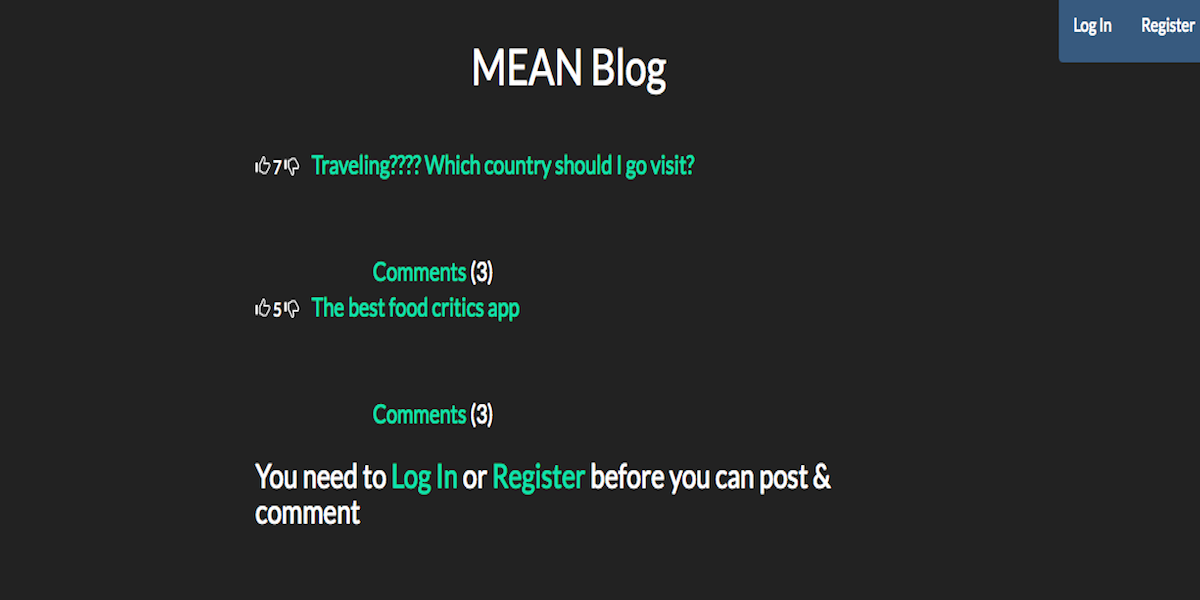 Log In Register
MEAN Blog
7 Traveling???? Which country should I go visit?
Comments (3)
5 The best food critics app
Comments (3)
You need to Log In or Register before you can post &
comment